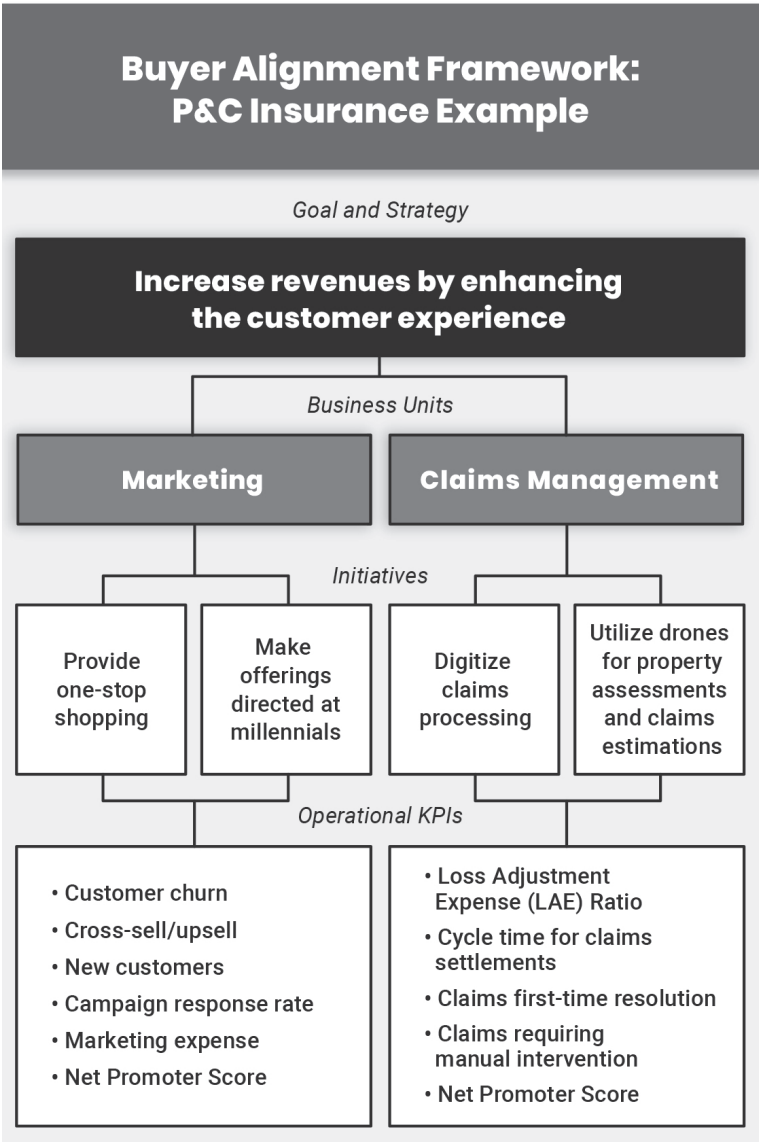 Buyer Alignment Framework:
P&C Insurance Example
Goal and Strategy
Increase revenues by enhancing
the customer experience
Business Units
Marketing
Claims Management
Initiatives
Provide
one-stop
shopping
Make
offerings
directed at
millennials
Digitize
claims
processing
Utilize drones
for property
assessments
and claims
estimations
Operational KPIs
• Customer churn
• Cross-sell/upsell
• New customers
• Campaign response rate
• Marketing expense
• Net Promoter Score
• Loss Adjustment
Expense (LAE) Ratio
• Cycle time for claims
settlements
• Claims first-time resolution
• Claims requiring
manual intervention
• Net Promoter Score